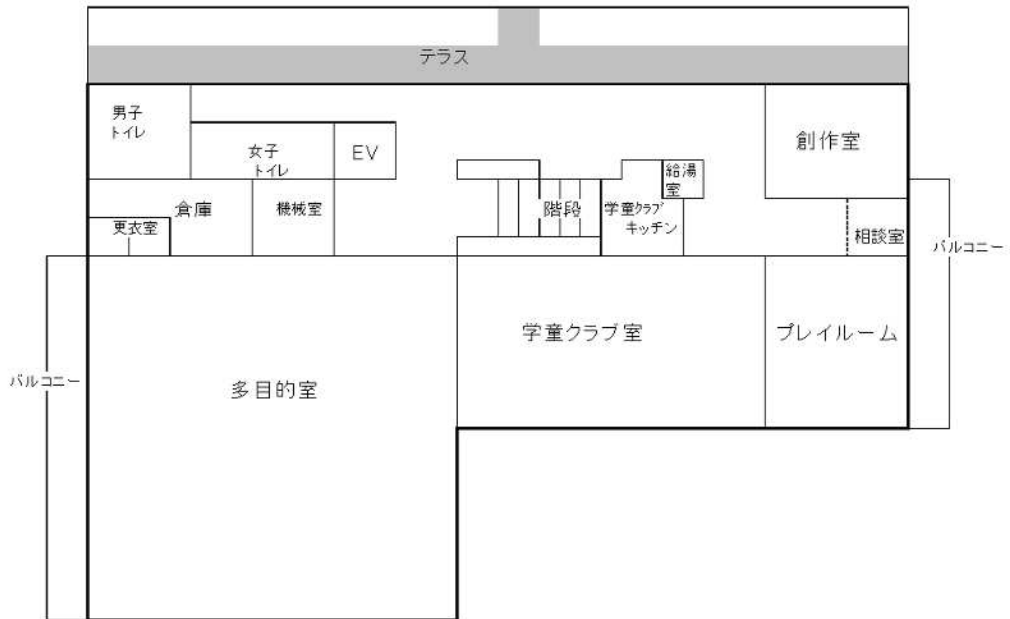 テラス
男子
トイレ
女子
トイレ
EV
創作室
給湯
室
倉庫
機械室
階段
学童クラブ
キッチン
更衣室
相談室
バルコニー
学童クラブ室
プレイルーム
バルコニー
多目的室